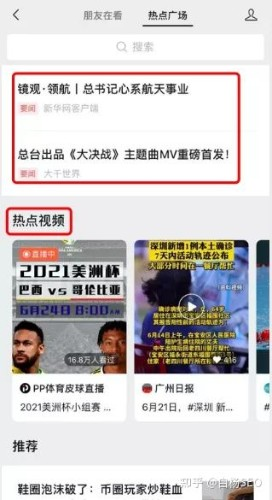 朋友在看 热点广场
搜索
镜观·领航丨总书记心系航天事业
要闻 新华网客户端
总台出品《大决战》主题曲MV重磅首发！
要闻 大千世界
热点视频
直播中
2021美洲杯
巴西 vs 哥伦比亚
6月24日 8:00
16.8万人看过
PP体育皮球直播
2021美洲杯小组赛
深圳新增1例本土确诊
7天内活动轨迹公布
广州日报
6月21日，#深圳 新...
推荐
鞋圈泡沫破了：币圈玩家炒鞋血
知乎 @白杨SEO